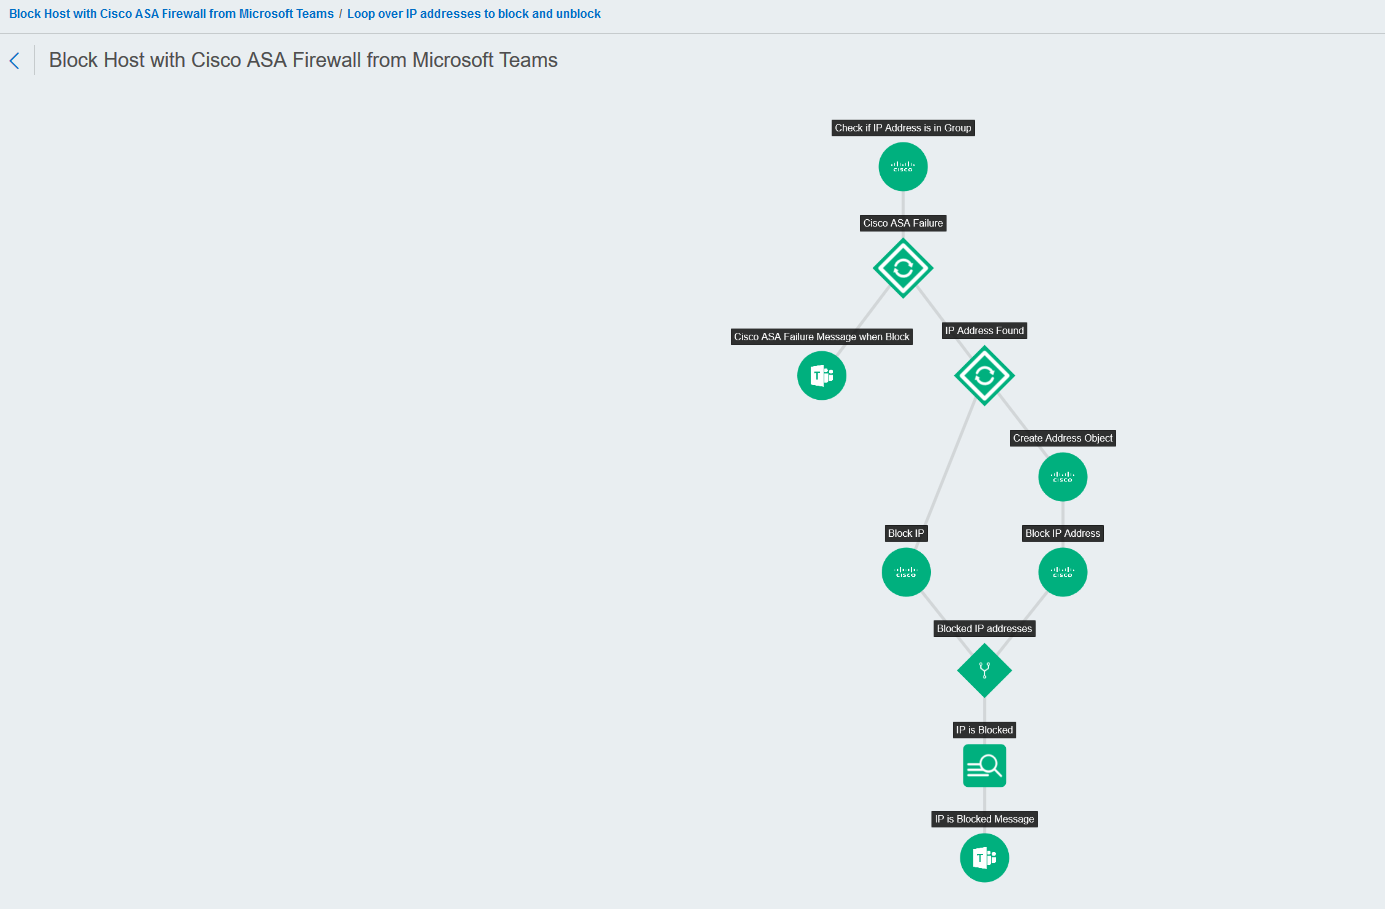 Block Host with Cisco ASA Firewall from Microsoft Teams / Loop over IP addresses to block and unblock
Block Host with Cisco ASA Firewall from Microsoft Teams
Check if IP Address is in Group
CISCO
Cisco ASA Failure
IP Address Found
Cisco ASA Failure Message when Block
T
Create Address Object
CISCO
Block IP
Block IP Address
CISCO
CISCO
Blocked IP addresses
IP is Blocked
IP is Blocked Message
T